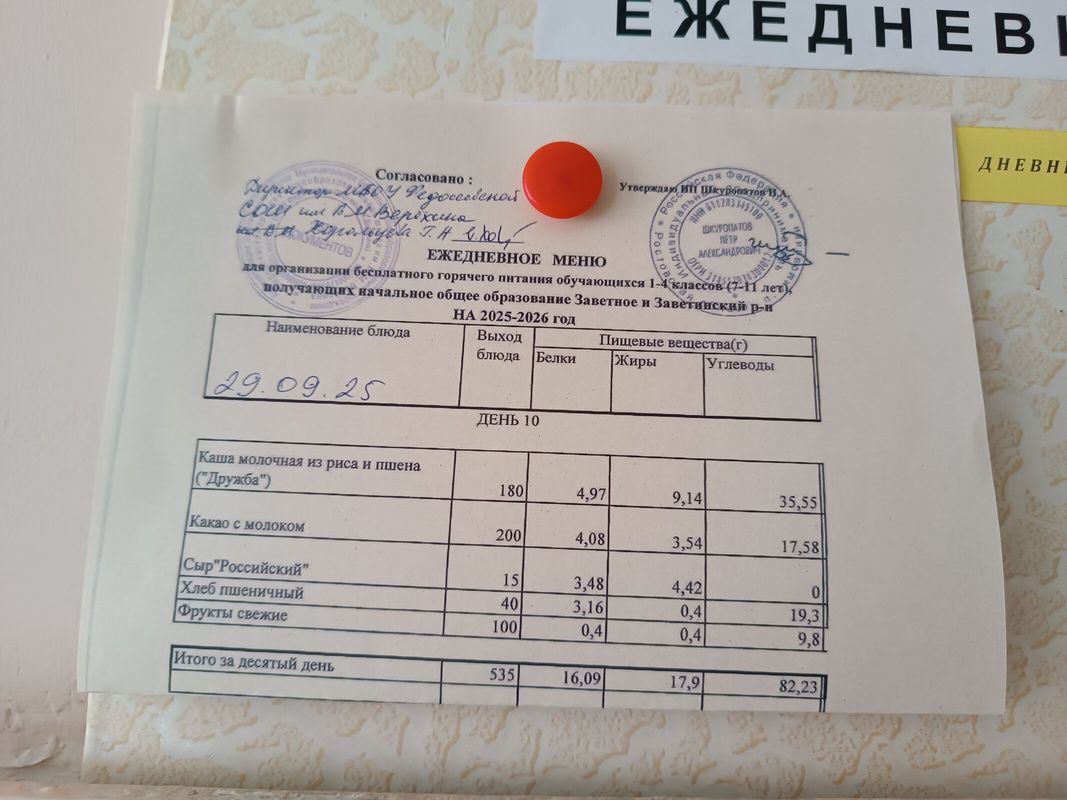 ЕЖЕДНЕВ
ДНЕВН
Согласовано :
Директор МБОУ Федосеевской
СОШ им В.М. Верёхина
Г.А.
Утверждаю ИП Шкуропатов П.А.
ШКУРОПАТОВ
ПЕТР
АЛЕКСАНДРОВИЧ
ДОКУМЕНТОВ
ЕЖЕДНЕВНОЕ МЕНЮ
для организации бесплатного горячего питания обучающихся 1-4 классов (7-11 лет),
получающих начальное общее образование Заветное и Заветинский р-н
НА 2025-2026 год
Наименование блюда Выход блюда Пищевые вещества(г)
Белки Жиры Углеводы
29.09.25
ДЕНЬ 10
Каша молочная из риса и пшена
("Дружба") 180 4,97 9,14 35,55
Какао с молоком 200 4,08 3,54 17,58
Сыр"Российский" 15 3,48 4,42 0
Хлеб пшеничный 40 3,16 0,4 19,3
Фрукты свежие 100 0,4 0,4 9,8
Итого за десятый день 535 16,09 17,9 82,23